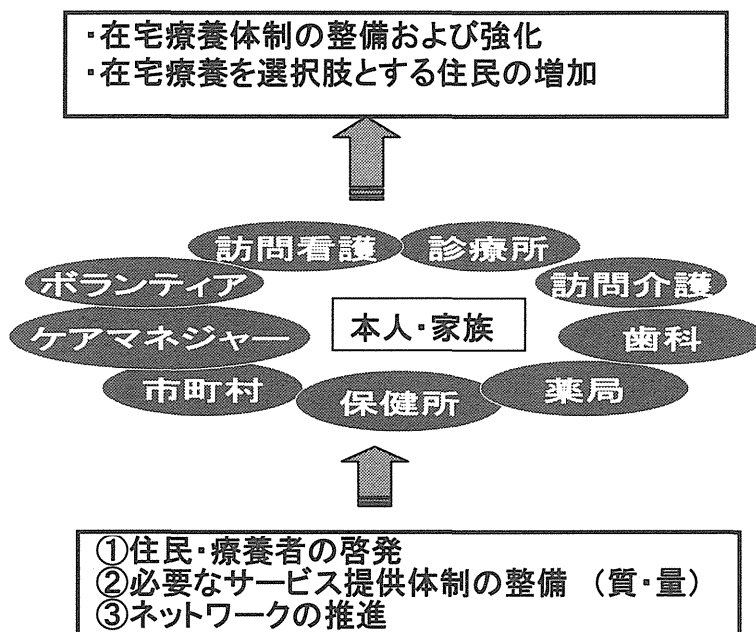 ・在宅療養体制の整備および強化
・在宅療養を選択肢とする住民の増加
訪問看護
診療所
ボランティア
訪問介護
ケアマネジャー
本人・家族
歯科
市町村
保健所
薬局
①住民・療養者の啓発
②必要なサービス提供体制の整備 (質・量)
③ネットワークの推進